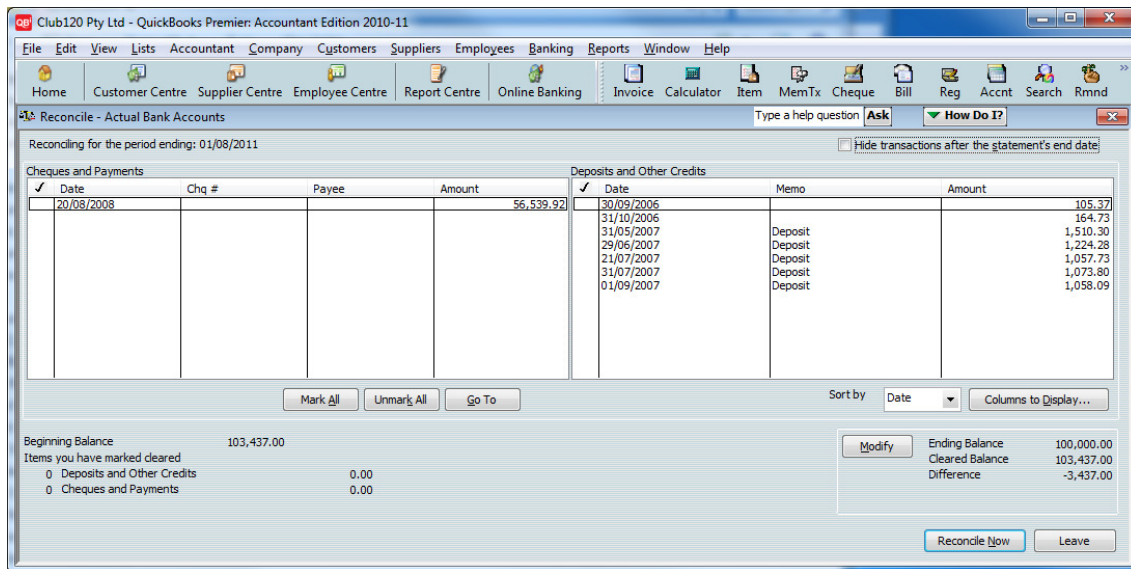 QB Club120 Pty Ltd - QuickBooks Premier: Accountant Edition 2010-11
File Edit View Lists Accountant Company Customers Suppliers Employees Banking Reports Window Help
Home Customer Centre Supplier Centre Employee Centre Report Centre Online Banking Invoice Calculator Item MemTx Cheque Bill Reg Accnt Search Rmnd »
Reconcile - Actual Bank Accounts Type a help question Ask How Do I?
Reconciling for the period ending: 01/08/2011 Hide transactions after the statement's end date
Cheques and Payments Deposits and Other Credits
✓ Date Chq # Payee Amount ✓ Date Memo Amount
20/08/2008 56,539.92 30/09/2006 105.37
31/10/2006 164.73
31/05/2007 Deposit 1,510.30
29/06/2007 Deposit 1,224.28
21/07/2007 Deposit 1,057.73
31/07/2007 Deposit 1,073.80
01/09/2007 Deposit 1,058.09
Mark All Unmark All Go To Sort by Date Columns to Display...
Beginning Balance 103,437.00 Modify Ending Balance 100,000.00
Items you have marked cleared Cleared Balance 103,437.00
0 Deposits and Other Credits 0.00 Difference -3,437.00
0 Cheques and Payments 0.00
Reconcile Now Leave